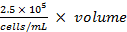 2.5 × 10⁵
cells/mL × volume